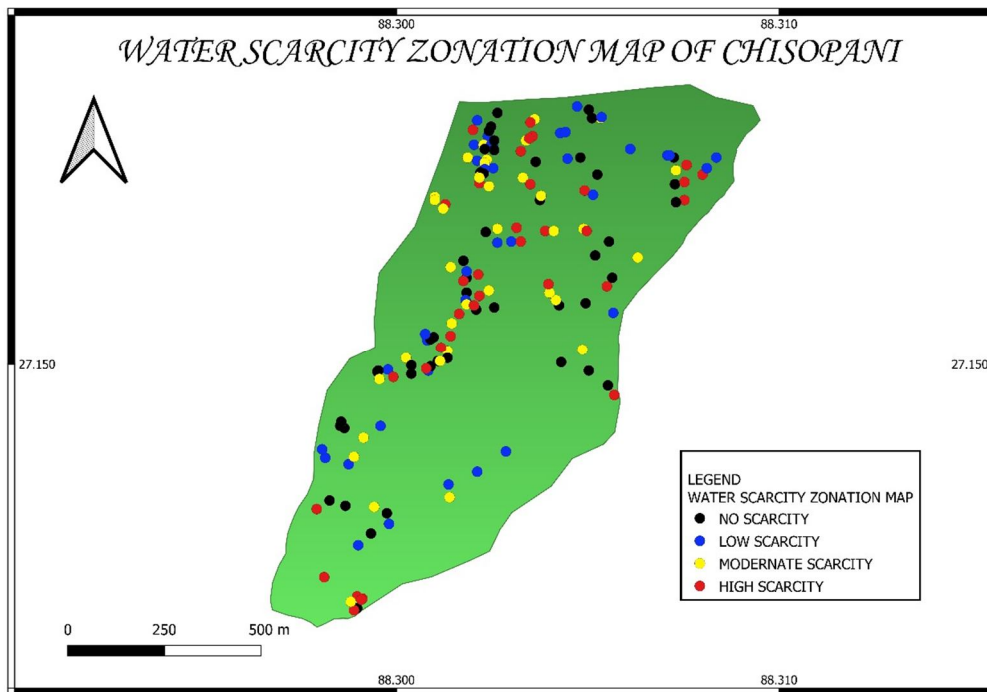 88.300
88.310
WATER SCARCITY ZONATION MAP OF CHISOPANI
27.150
27.150
LEGEND
WATER SCARCITY ZONATION MAP
NO SCARCITY
LOW SCARCITY
MODERNATE SCARCITY
HIGH SCARCITY
0 250 500 m
88.300
88.310